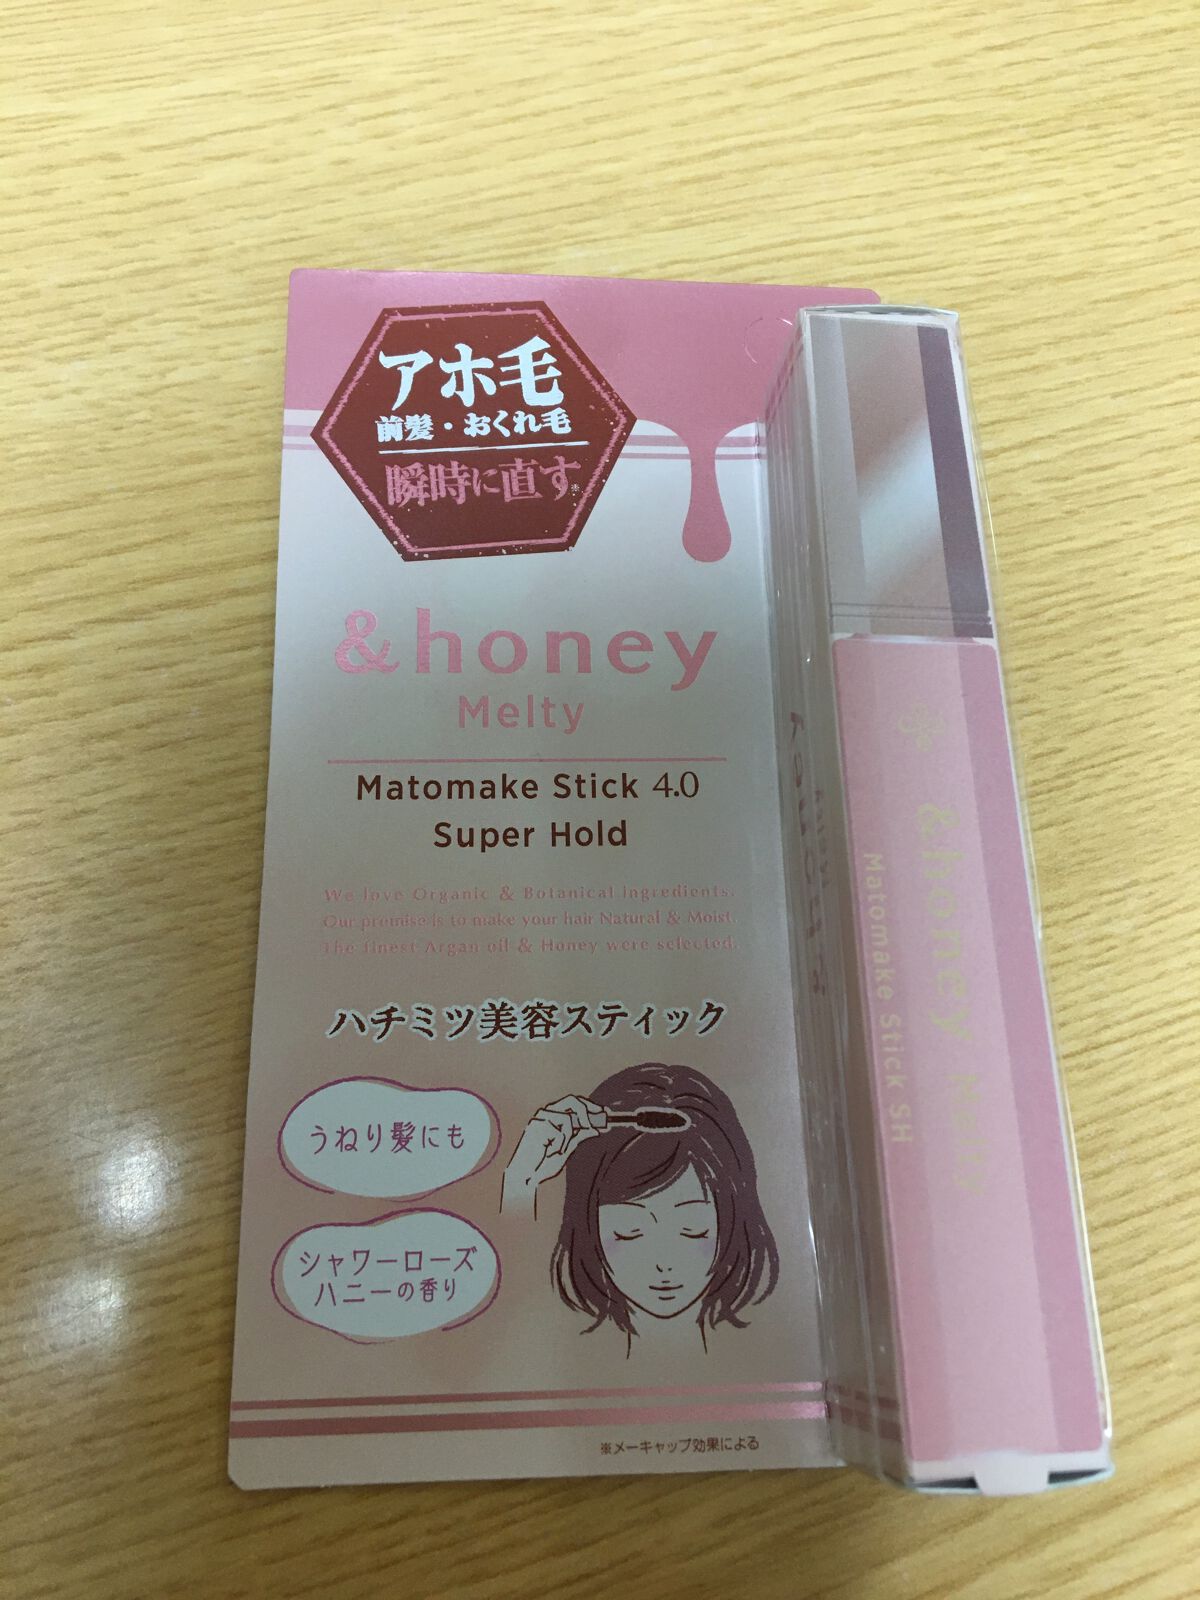 アホ毛
前髪・おくれ毛
瞬時に直す※
&honey
Melty
Matomake Stick 4.0
Super Hold
We love Organic & Botanical ingredients.
Our promise is to make your hair Natural & Moist.
The finest Argan oil & Honey were selected.
ハチミツ美容スティック
うねり髪にも
シャワーローズ
ハニーの香り
※メーキャップ効果による
&honey Melty
Matomake Stick SH